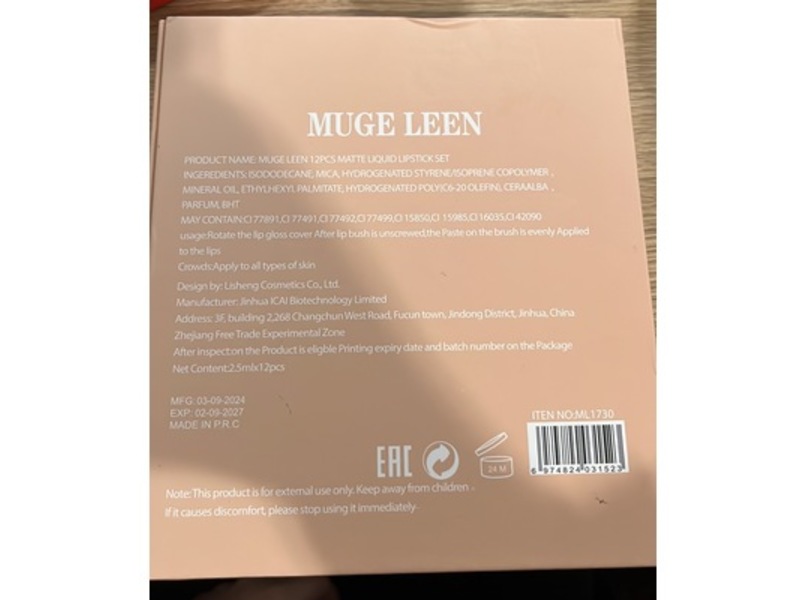 MUGE LEEN
PRODUCT NAME: MUGE LEEN 12PCS MATTE LIQUID LIPSTICK SET
INGEREDIENTS: ISODODECANE, MICA, HYDROGENATED STYRENE/ISOPRENE COPOLYMER ,
MINERAL OIL, ETHYLHEXYL PALMITATE, HYDROGENATED POLY(C6-20 OLEFIN), CERAALBA ,
PARFUM, BHT
MAY CONTAIN:CI 77891,CI 77491,CI 77492,CI 77499,CI 15850,CI 15985,CI 16035,CI 42090
usage:Rotate the lip gloss cover After lip bush is unscrewed,the Paste on the brush is evenly Applied
to the lips
Crowds:Apply to all types of skin
Design by: Lisheng Cosmetics Co., Ltd.
Manufacturer: Jinhua ICAI Biotechnology Limited
Address: 3F, building 2,268 Changchun West Road, Fucun town, Jindong District, Jinhua, China
Zhejiang Free Trade Experimental Zone
After inspection the Product is eligble Printing expiry date and batch number on the Package
Net Content:2.5mlx12pcs
MFG: 03-09-2024
EXP: 02-09-2027
MADE IN P.R.C
ITEN NO:ML1730
EAC
24 M
6 974824 031523
Note: This product is for external use only. Keep away from children .
If it causes discomfort, please stop using it immediately·